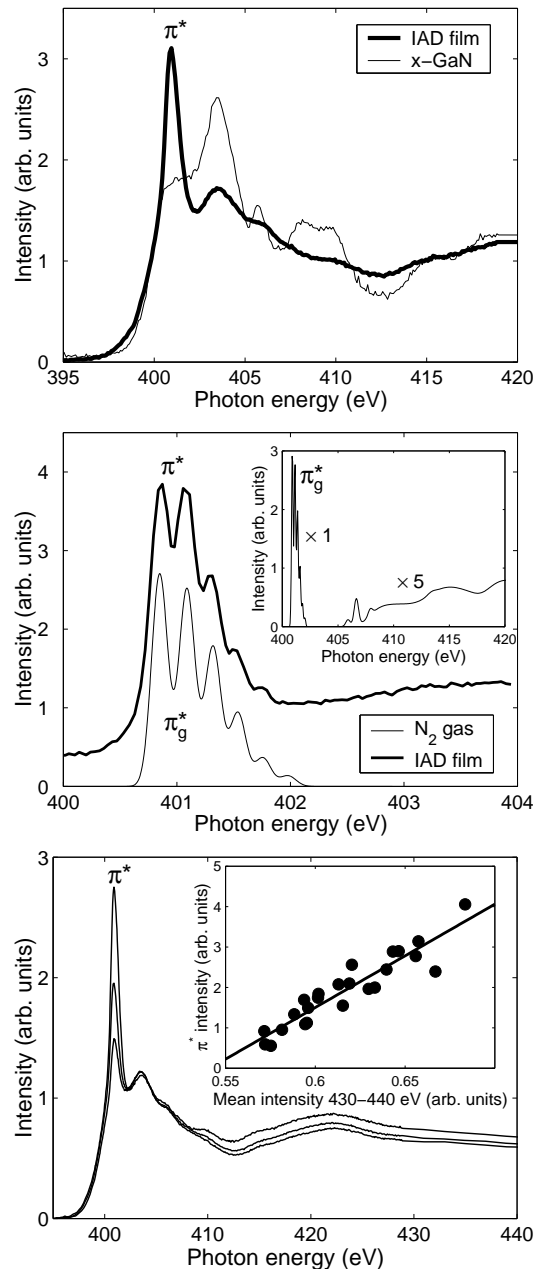 π*
IAD film
x−GaN
Intensity (arb. units)
3
2
1
0
395 400 405 410 415 420
Photon energy (eV)
π*
4
3
2
1
0
Intensity (arb. units)
π_g*
N_2 gas
IAD film
400 401 402 403 404
Photon energy (eV)
π_g*
× 1
× 5
Intensity (arb. units)
3
2
1
0
400 405 410 415 420
Photon energy (eV)
π*
3
2
1
0
Intensity (arb. units)
400 410 420 430 440
Photon energy (eV)
π* intensity (arb. units)
5
4
3
2
1
0
0.55 0.6 0.65
Mean intensity 430−440 eV (arb. units)